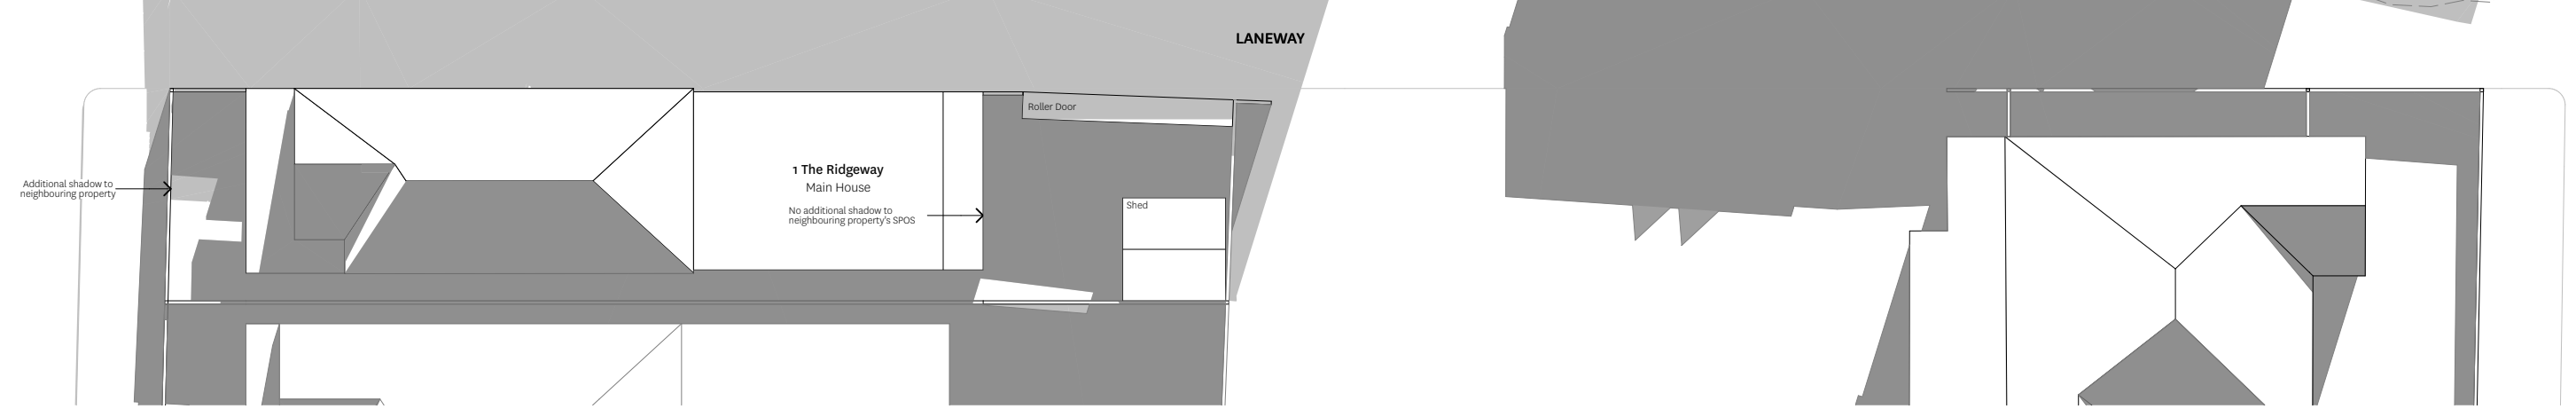 LANEWAY
Roller Door
1 The Ridgeway
Main House
Additional shadow to
neighbouring property
No additional shadow to
neighbouring property's SPOS
Shed